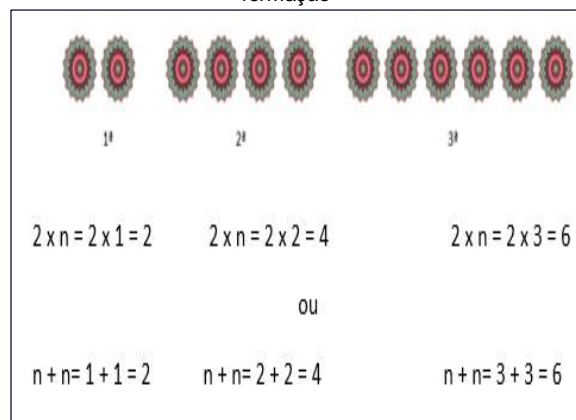 formação
1ª 2ª 3ª
2 x n = 2 x 1 = 2 2 x n = 2 x 2 = 4 2 x n = 2 x 3 = 6
ou
n + n= 1 + 1 = 2 n + n= 2 + 2 = 4 n + n= 3 + 3 = 6